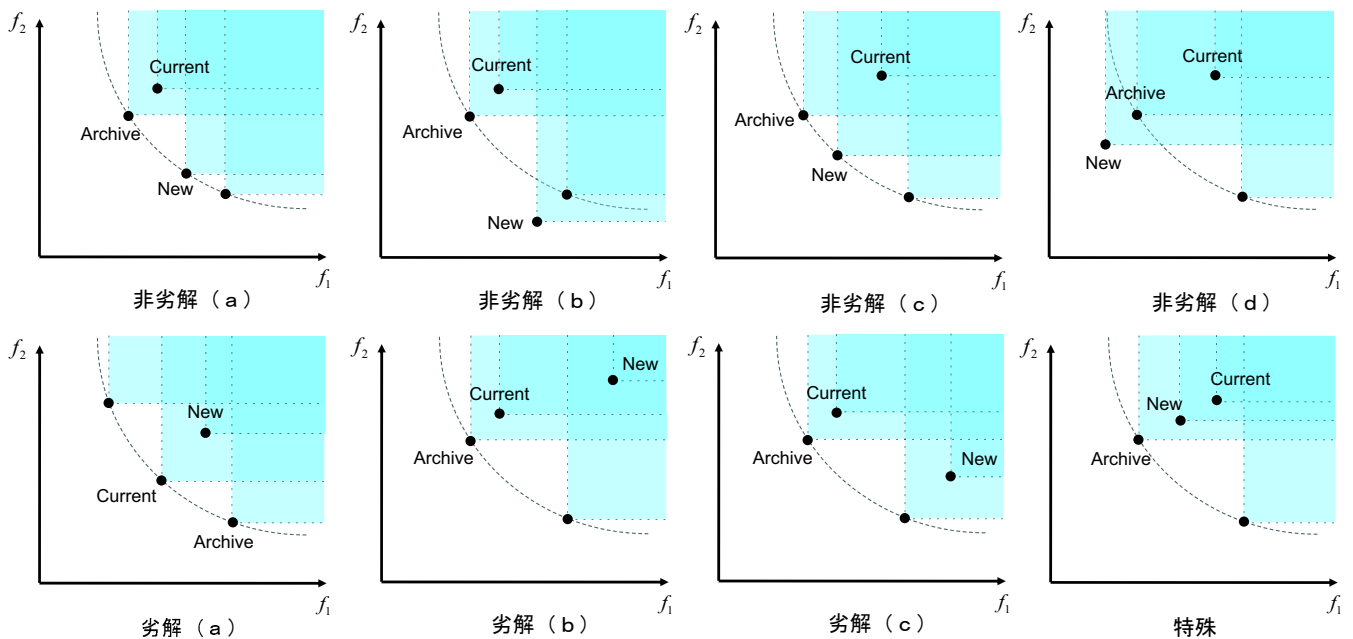 f₂
Current
Archive
New
f₁
非劣解（a）
f₂
Current
Archive
New
f₁
非劣解（b）
f₂
Current
Archive
New
f₁
非劣解（c）
f₂
Current
Archive
New
f₁
非劣解（d）
f₂
New
Current
Archive
f₁
劣解（a）
f₂
New
Current
Archive
f₁
劣解（b）
f₂
Current
Archive
New
f₁
劣解（c）
f₂
Current
New
Archive
f₁
特殊